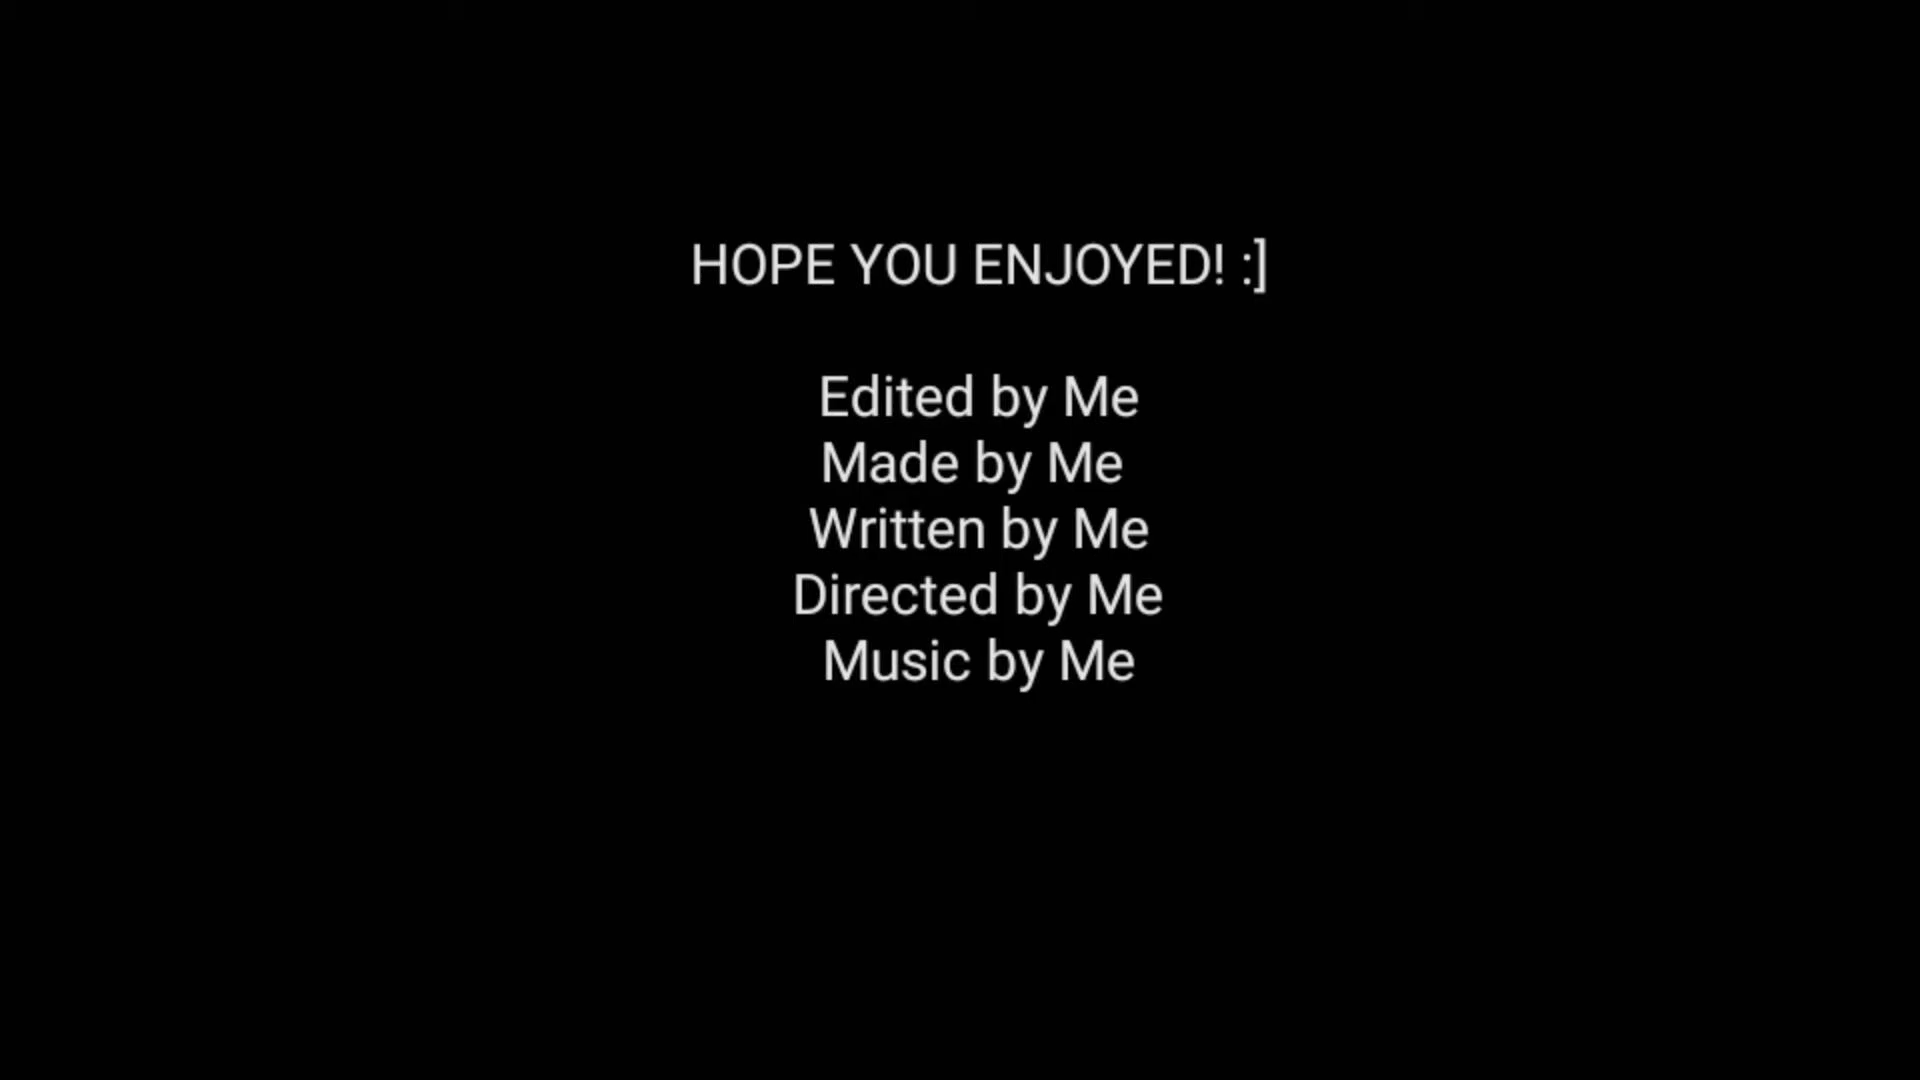 HOPE YOU ENJOYED! :]
Edited by Me
Made by Me
Written by Me
Directed by Me
Music by Me